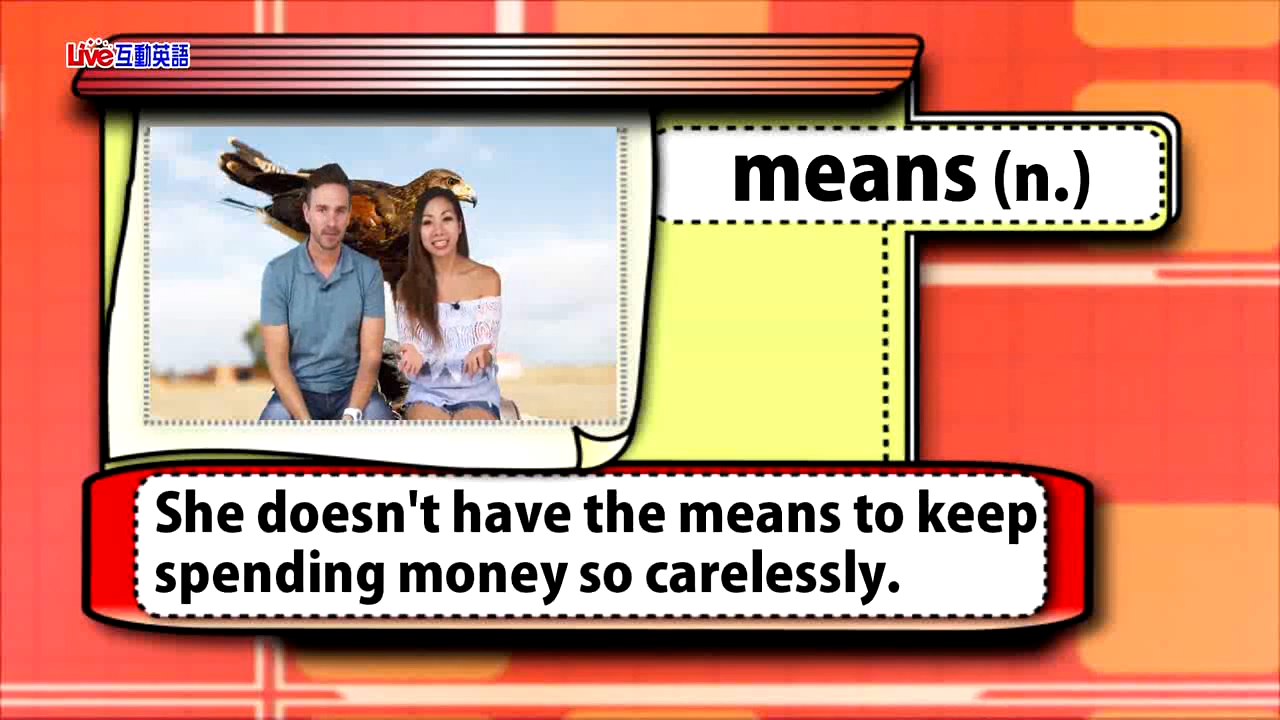 Live互動英語
means (n.)
She doesn't have the means to keep
spending money so carelessly.